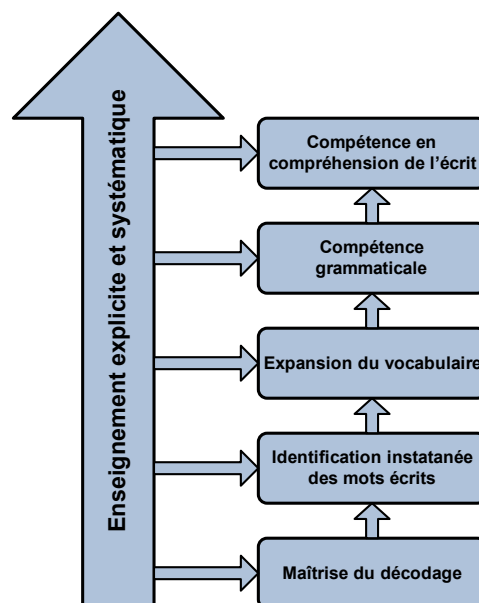 Enseignement explicite et systématique
Compétence en
compréhension de l'écrit
Compétence
grammaticale
Expansion du vocabulaire
Identification instatanée
des mots écrits
Maîtrise du décodage